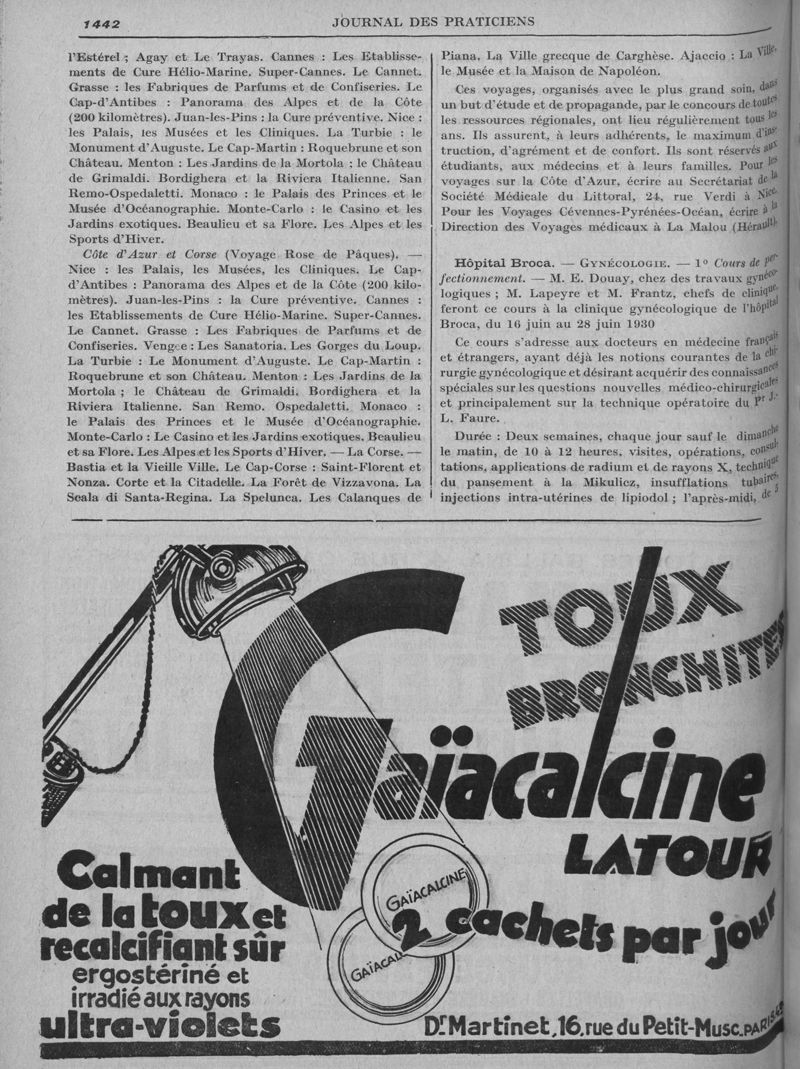 1442
JOURNAL DES PRATICIENS
l'Estérel ; Agay et Le Trayas. Cannes : Les Etablisse-
ments de Cure Hélio-Marine. Super-Cannes. Le Cannet.
Grasse : les Fabriques de Parfums et de Confiseries. Le
Cap-d'Antibes : Panorama des Alpes et de la Côte
(200 kilomètres). Juan-les-Pins : la Cure préventive. Nice :
les Palais, les Musées et les Cliniques. La Turbie : le
Monument d'Auguste. Le Cap-Martin : Roquebrune et son
Château. Menton : Les Jardins de la Mortola ; le Château
de Grimaldi. Bordighera et la Riviera Italienne. San
Remo-Ospedaletti. Monaco : le Palais des Princes et le
Musée d'Océanographie. Monte-Carlo : le Casino et les
Jardins exotiques. Beaulieu et sa Flore. Les Alpes et les
Sports d'Hiver.
Côte d'Azur et Corse (Voyage Rose de Pâques). —
Nice : les Palais, les Musées, les Cliniques. Le Cap-
d'Antibes : Panorama des Alpes et de la Côte (200 kilo-
mètres). Juan-les-Pins : la Cure préventive. Cannes :
les Etablissements de Cure Hélio-Marine. Super-Cannes.
Le Cannet. Grasse : Les Fabriques de Parfums et de
Confiseries. Vence : Les Sanatoria. Les Gorges du Loup.
La Turbie : Le Monument d'Auguste. Le Cap-Martin :
Roquebrune et son Château. Menton : Les Jardins de la
Mortola ; le Château de Grimaldi. Bordighera et la
Riviera Italienne. San Remo. Ospedaletti. Monaco :
le Palais des Princes et le Musée d'Océanographie.
Monte-Carlo : Le Casino et les Jardins exotiques. Beaulieu
et sa Flore. Les Alpes et les Sports d'Hiver. — La Corse. —
Bastia et la Vieille Ville. Le Cap-Corse : Saint-Florent et
Nonza. Corte et la Citadelle. La Forêt de Vizzavona. La
Scala di Santa-Regina. La Spelunca. Les Calanques de
Piana. La Ville grecque de Carghèse. Ajaccio : La Ville,
le Musée et la Maison de Napoléon.
Ces voyages, organisés avec le plus grand soin, dans
un but d'étude et de propagande, par le concours de toutes
les ressources régionales, ont lieu régulièrement tous les
ans. Ils assurent, à leurs adhérents, le maximum d'ins-
truction, d'agrément et de confort. Ils sont réservés aux
étudiants, aux médecins et à leurs familles. Pour les
voyages sur la Côte d'Azur, écrire au Secrétariat de la
Société Médicale du Littoral, 24, rue Verdi à Nice.
Pour les Voyages Cévennes-Pyrénées-Océan, écrire à la
Direction des Voyages médicaux à La Malou (Hérault).
Hôpital Broca. — GYNÉCOLOGIE. — 1º Cours de per-
fectionnement. — M. E. Douay, chez des travaux gynéco-
logiques ; M. Lapeyre et M. Frantz, chefs de clinique,
feront ce cours à la clinique gynécologique de l'hôpital
Broca, du 16 juin au 28 juin 1930
Ce cours s'adresse aux docteurs en médecine français
et étrangers, ayant déjà les notions courantes de la chi-
rurgie gynécologique et désirant acquérir des connaissances
spéciales sur les questions nouvelles médico-chirurgicales
et principalement sur la technique opératoire du Pr J.-
L. Faure.
Durée : Deux semaines, chaque jour sauf le dimanche
le matin, de 10 à 12 heures, visites, opérations, consul-
tations, applications de radium et de rayons X, technique
du pansement à la Mikulicz, insufflations tubaires,
injections intra-utérines de lipiodol ; l'après-midi, de 5
TOUX
BRONCHITES
Gaïacalcine
LATOUR
Calmant
de la toux et
recalcifiant sûr
ergostériné et
irradié aux rayons
ultra-violets
GAÏACALCINE
GAÏACAL
2 cachets par jour
Dr Martinet, 16, rue du Petit-Musc. PARIS